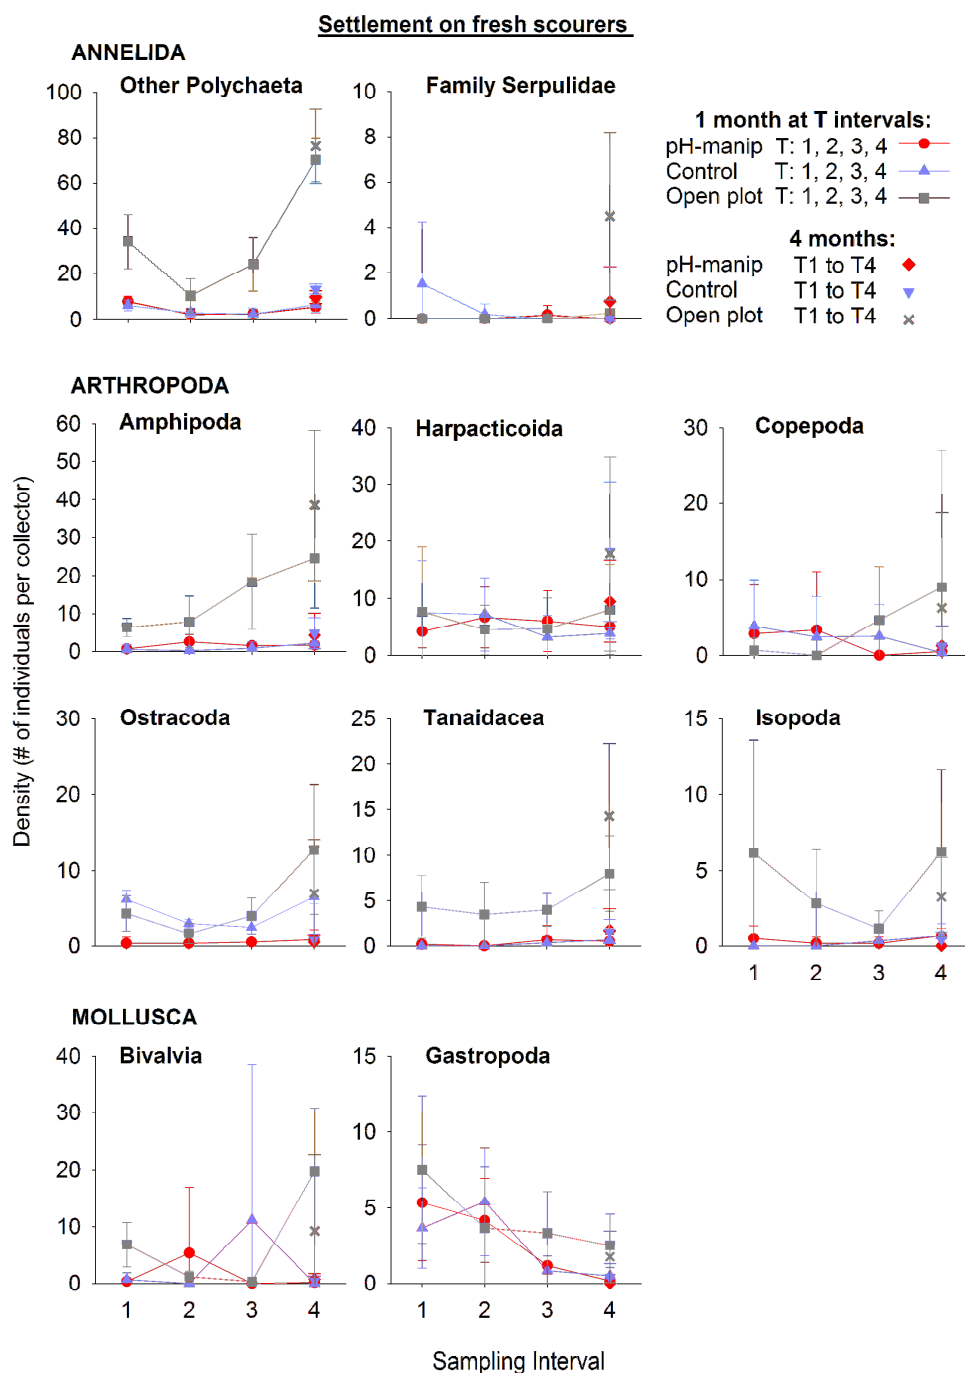 Settlement on fresh scourers
ANNELIDA
Other Polychaeta
Family Serpulidae
100
80
60
40
20
0
10
8
6
4
2
0
1 month at T intervals:
pH-manip T: 1, 2, 3, 4
Control T: 1, 2, 3, 4
Open plot T: 1, 2, 3, 4
4 months:
pH-manip T1 to T4
Control T1 to T4
Open plot T1 to T4
ARTHROPODA
Amphipoda
Harpacticoida
Copepoda
60
50
40
30
20
10
0
40
30
20
10
0
30
20
10
0
Density (# of individuals per collector)
Ostracoda
Tanaidacea
Isopoda
30
20
10
0
25
20
15
10
5
0
15
10
5
0
1 2 3 4
MOLLUSCA
Bivalvia
Gastropoda
40
30
20
10
0
15
10
5
0
1 2 3 4
1 2 3 4
Sampling Interval